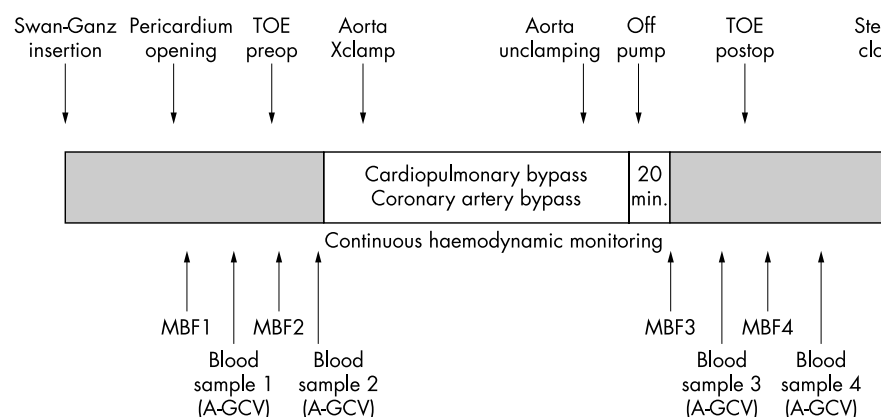 Swan-Ganz
insertion
Pericardium
opening
TOE
preop
Aorta
Xclamp
Aorta
unclamping
Off
pump
TOE
postop
Cardiopulmonary bypass
Coronary artery bypass
20
min.
Continuous haemodynamic monitoring
MBF1
Blood
sample 1
(A-GCV)
MBF2
Blood
sample 2
(A-GCV)
MBF3
Blood
sample 3
(A-GCV)
MBF4
Blood
sample 4
(A-GCV)